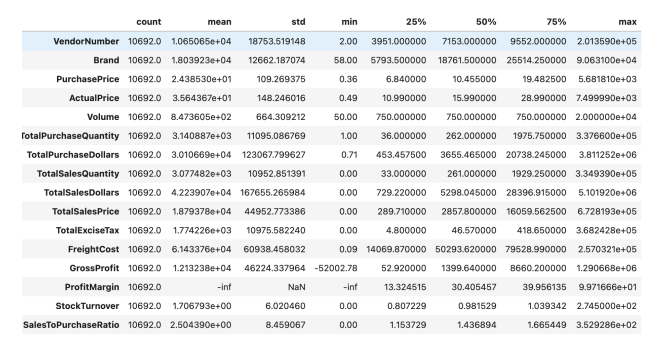 count mean std min 25% 50% 75% max
VendorNumber 10692.0 1.065065e+04 18753.519148 2.00 3951.000000 7153.000000 9552.000000 2.013590e+05
Brand 10692.0 1.803923e+04 12662.187074 58.00 5793.500000 18761.500000 25514.250000 9.063100e+04
PurchasePrice 10692.0 2.438530e+01 109.269375 0.36 6.840000 10.455000 19.482500 5.681810e+03
ActualPrice 10692.0 3.564367e+01 148.246016 0.49 10.990000 15.990000 28.990000 7.499990e+03
Volume 10692.0 8.473605e+02 664.309212 50.00 750.000000 750.000000 750.000000 2.000000e+04
TotalPurchaseQuantity 10692.0 3.140887e+03 11095.086769 1.00 36.000000 262.000000 1975.750000 3.376600e+05
TotalPurchaseDollars 10692.0 3.010669e+04 123067.799627 0.71 453.457500 3655.465000 20738.245000 3.811252e+06
TotalSalesQuantity 10692.0 3.077482e+03 10952.851391 0.00 33.000000 261.000000 1929.250000 3.349390e+05
TotalSalesDollars 10692.0 4.223907e+04 167655.265984 0.00 729.220000 5298.045000 28396.915000 5.101920e+06
TotalSalesPrice 10692.0 1.879378e+04 44952.773386 0.00 289.710000 2857.800000 16059.562500 6.728193e+05
TotalExciseTax 10692.0 1.774226e+03 10975.582240 0.00 4.800000 46.570000 418.650000 3.682428e+05
FreightCost 10692.0 6.143376e+04 60938.458032 0.09 14069.870000 50293.620000 79528.990000 2.570321e+05
GrossProfit 10692.0 1.213238e+04 46224.337964 -52002.78 52.920000 1399.640000 8660.200000 1.290668e+06
ProfitMargin 10692.0 -inf NaN -inf 13.324515 30.405457 39.956135 9.971666e+01
StockTurnover 10692.0 1.706793e+00 6.020460 0.00 0.807229 0.981529 1.039342 2.745000e+02
SalesToPurchaseRatio 10692.0 2.504390e+00 8.459067 0.00 1.153729 1.436894 1.665449 3.529286e+02